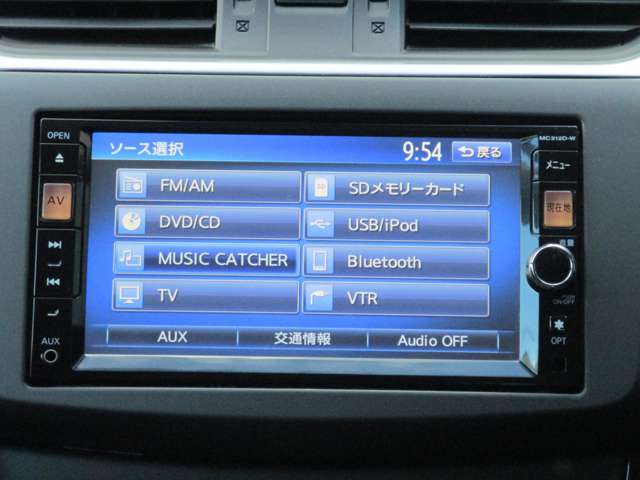 OPEN
MC312D-W
ソース選択
9:54
戻る
メニュー
FM/AM
SDメモリーカード
AV
現在地
DVD/CD
USB/iPod
MUSIC CATCHER
Bluetooth
TV
VTR
ON・OFF
AUX
AUX
交通情報
Audio OFF
OPT